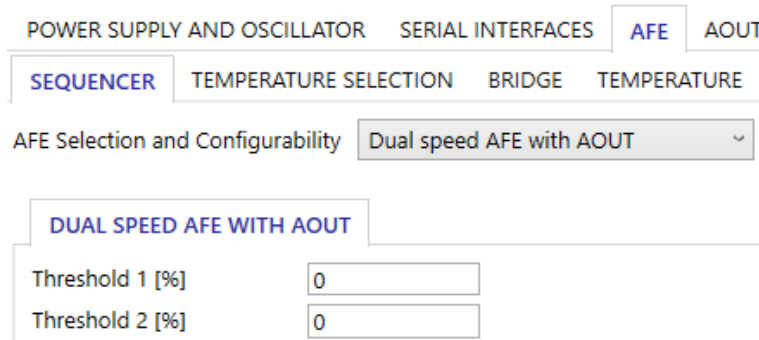 POWER SUPPLY AND OSCILLATOR SERIAL INTERFACES AFE AOUT
SEQUENCER TEMPERATURE SELECTION BRIDGE TEMPERATURE
AFE Selection and Configurability Dual speed AFE with AOUT
DUAL SPEED AFE WITH AOUT
Threshold 1 [%] 0
Threshold 2 [%] 0